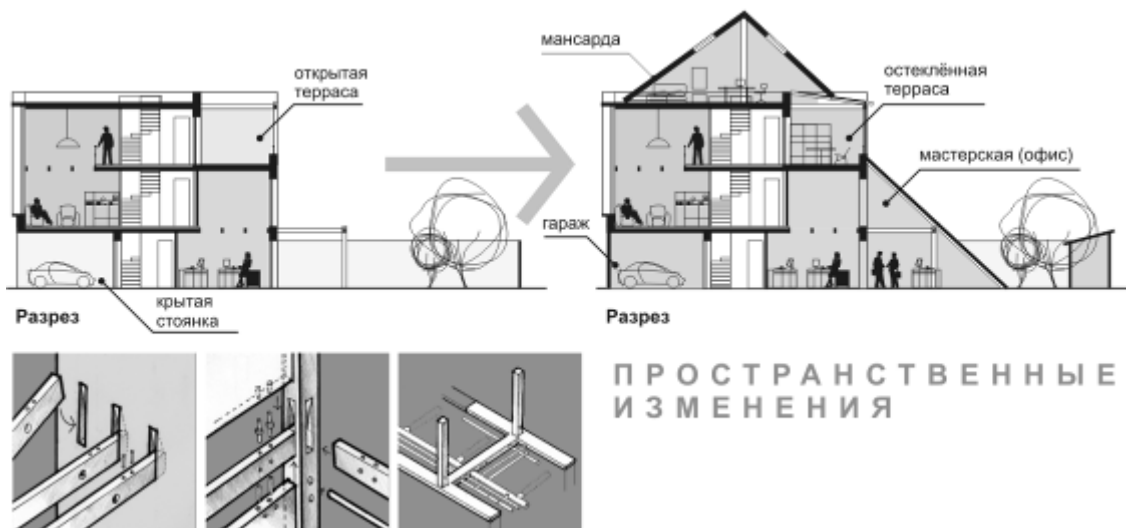 мансарда
открытая
терраса
остеклённая
терраса
мастерская (офис)
гараж
крытая
стоянка
Разрез
Разрез
ПРОСТРАНСТВЕННЫЕ
ИЗМЕНЕНИЯ